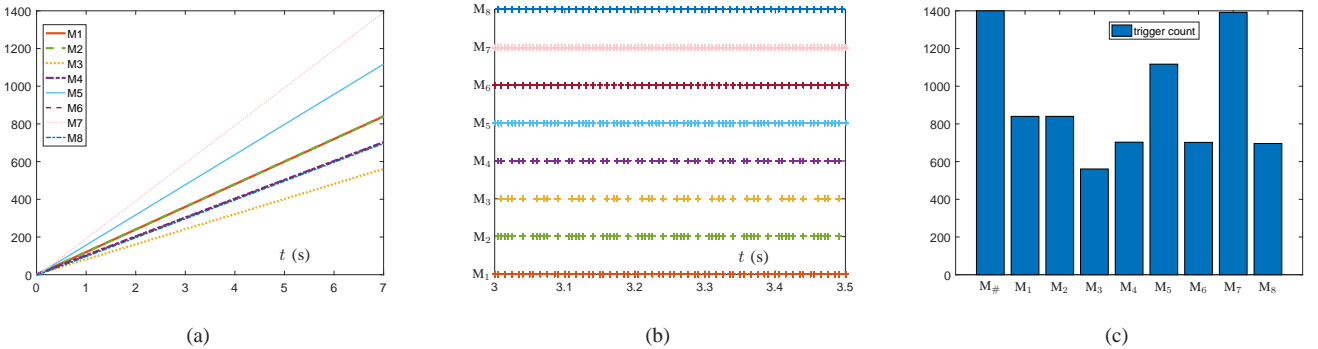 1400
1200
1000
800
600
400
200
0
M1
M2
M3
M4
M5
M6
M7
M8
t (s)
0 1 2 3 4 5 6 7
(a)
M8
M7
M6
M5
M4
M3
M2
M1
t (s)
3 3.1 3.2 3.3 3.4 3.5
(b)
1400
1200
1000
800
600
400
200
0
trigger count
M# M1 M2 M3 M4 M5 M6 M7 M8
(c)